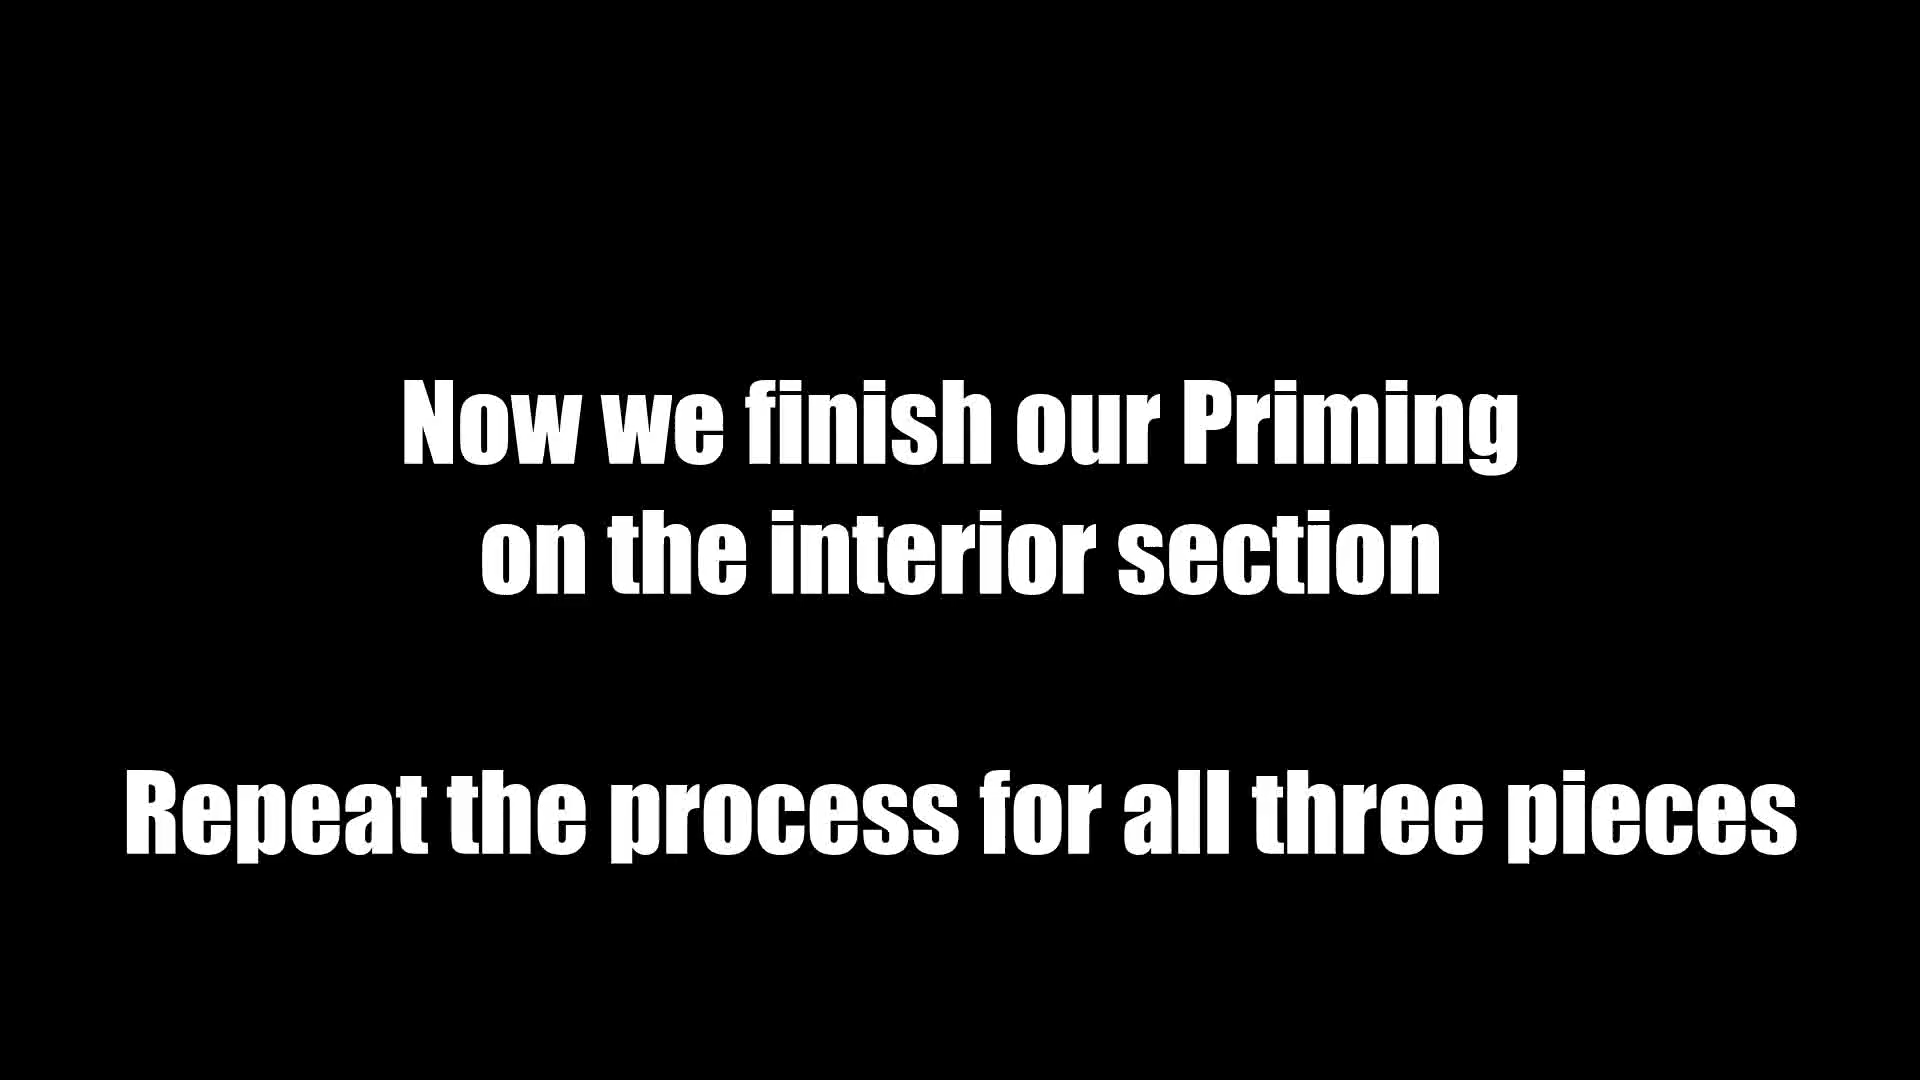 Now we finish our Priming
on the interior section
Repeat the process for all three pieces